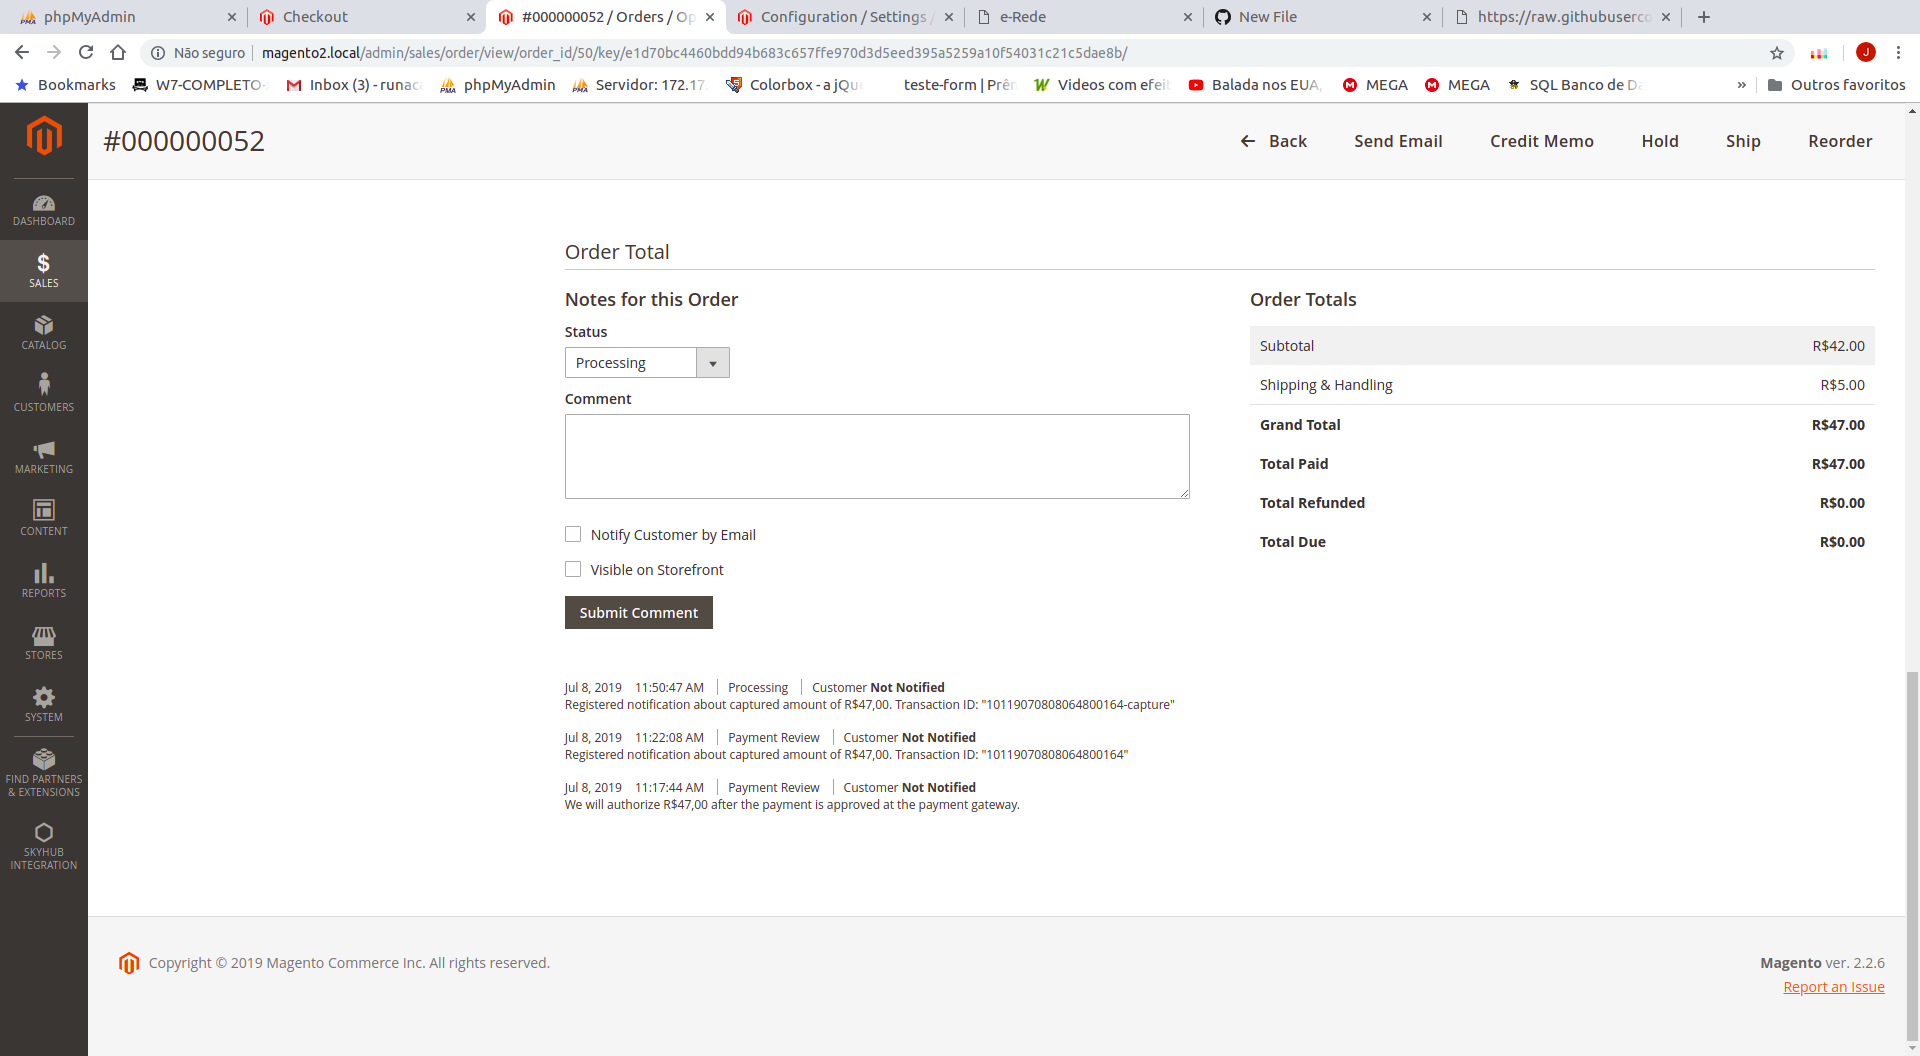 phpMyAdmin
Checkout
#000000052 / Orders / Op
Configuration / Settings /
e-Rede
New File
https://raw.githubuserco
Não seguro
magento2.local/admin/sales/order/view/order_id/50/key/e1d70bc4460bdd94b683c657ffe970d3d5eed395a5259a10f54031c21c5dae8b/
J
Bookmarks
W7-COMPLETO-
Inbox (3) - runaca
phpMyAdmin
Servidor: 172.17.
Colorbox - a jQue
teste-form | Prên
Videos com efeit
Balada nos EUA,
MEGA
MEGA
SQL Banco de Da
»
Outros favoritos
#000000052
Back
Send Email
Credit Memo
Hold
Ship
Reorder
DASHBOARD
$
SALES
CATALOG
CUSTOMERS
MARKETING
CONTENT
REPORTS
STORES
SYSTEM
FIND PARTNERS
& EXTENSIONS
SKYHUB
INTEGRATION
Order Total
Notes for this Order
Status
Processing
Comment
Notify Customer by Email
Visible on Storefront
Submit Comment
Order Totals
Subtotal R$42.00
Shipping & Handling R$5.00
Grand Total R$47.00
Total Paid R$47.00
Total Refunded R$0.00
Total Due R$0.00
Jul 8, 2019 11:50:47 AM Processing Customer Not Notified
Registered notification about captured amount of R$47,00. Transaction ID: "10119070808064800164-capture"
Jul 8, 2019 11:22:08 AM Payment Review Customer Not Notified
Registered notification about captured amount of R$47,00. Transaction ID: "10119070808064800164"
Jul 8, 2019 11:17:44 AM Payment Review Customer Not Notified
We will authorize R$47,00 after the payment is approved at the payment gateway.
Copyright © 2019 Magento Commerce Inc. All rights reserved.
Magento ver. 2.2.6
Report an Issue